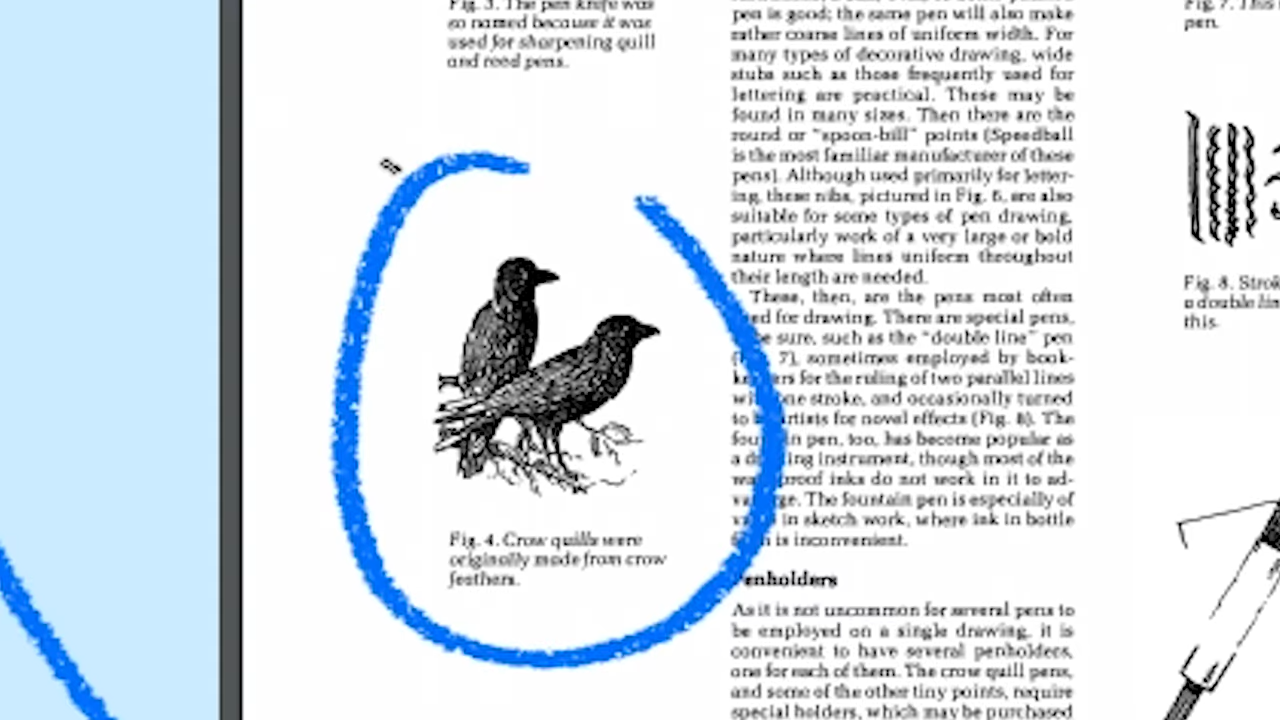 Fig. 3. The pen knife was
so named because it was
used for sharpening quill
and reed pens.
Fig. 4. Crow quills were
originally made from crow
feathers.
pen is good; the same pen will also make
rather coarse lines of uniform width. For
many types of decorative drawing, wide
stubs such as those frequently used for
lettering are practical. These may be
found in many sizes. Then there are the
round or "spoon-bill" points (Speedball
is the most familiar manufacturer of these
pens). Although used primarily for letter-
ing, these nibs, pictured in Fig. 6, are also
suitable for some types of pen drawing,
particularly work of a very large or bold
nature where lines uniform throughout
their length are needed.
These, then, are the pens most often
ed for drawing. There are special pens,
be sure, such as the "double line" pen
7), sometimes employed by book-
keepers for the ruling of two parallel lines
with one stroke, and occasionally turned
to by artists for novel effects (Fig. 8). The
fountain pen, too, has become popular as
a drawing instrument, though most of the
waterproof inks do not work in it to ad-
vantage. The fountain pen is especially of
value in sketch work, where ink in bottle
form is inconvenient.
Penholders
As it is not uncommon for several pens to
be employed on a single drawing, it is
convenient to have several penholders,
one for each of them. The crow quill pens,
and some of the other tiny points, require
special holders, which may be purchased
Fig. 7. This
pen.
Fig. 8. Strok
a double lin
this.